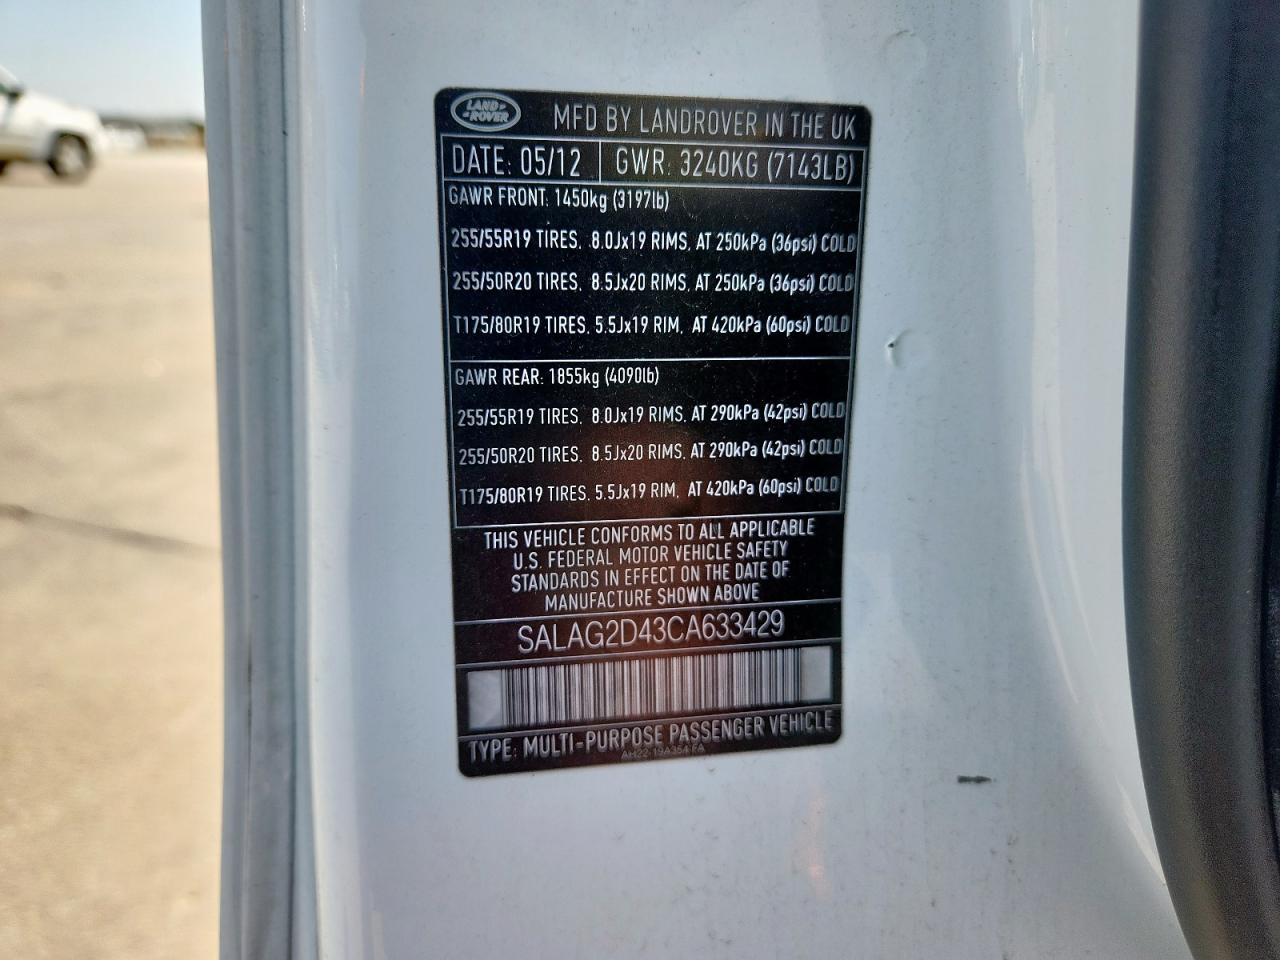 LAND ROVER
MFD BY LANDROVER IN THE UK
DATE: 05/12 GWR: 3240KG (7143LB)
GAWR FRONT: 1450kg (3197lb)
255/55R19 TIRES, 8.0Jx19 RIMS, AT 250kPa (36psi) COLD
255/50R20 TIRES, 8.5Jx20 RIMS, AT 250kPa (36psi) COLD
T175/80R19 TIRES, 5.5Jx19 RIM, AT 420kPa (60psi) COLD
GAWR REAR: 1855kg (4090lb)
255/55R19 TIRES, 8.0Jx19 RIMS, AT 290kPa (42psi) COLD
255/50R20 TIRES, 8.5Jx20 RIMS, AT 290kPa (42psi) COLD
T175/80R19 TIRES, 5.5Jx19 RIM, AT 420kPa (60psi) COLD
THIS VEHICLE CONFORMS TO ALL APPLICABLE
U.S. FEDERAL MOTOR VEHICLE SAFETY
STANDARDS IN EFFECT ON THE DATE OF
MANUFACTURE SHOWN ABOVE
SALAG2D43CA633429
TYPE: MULTI-PURPOSE PASSENGER VEHICLE
AH22-19A354-FA